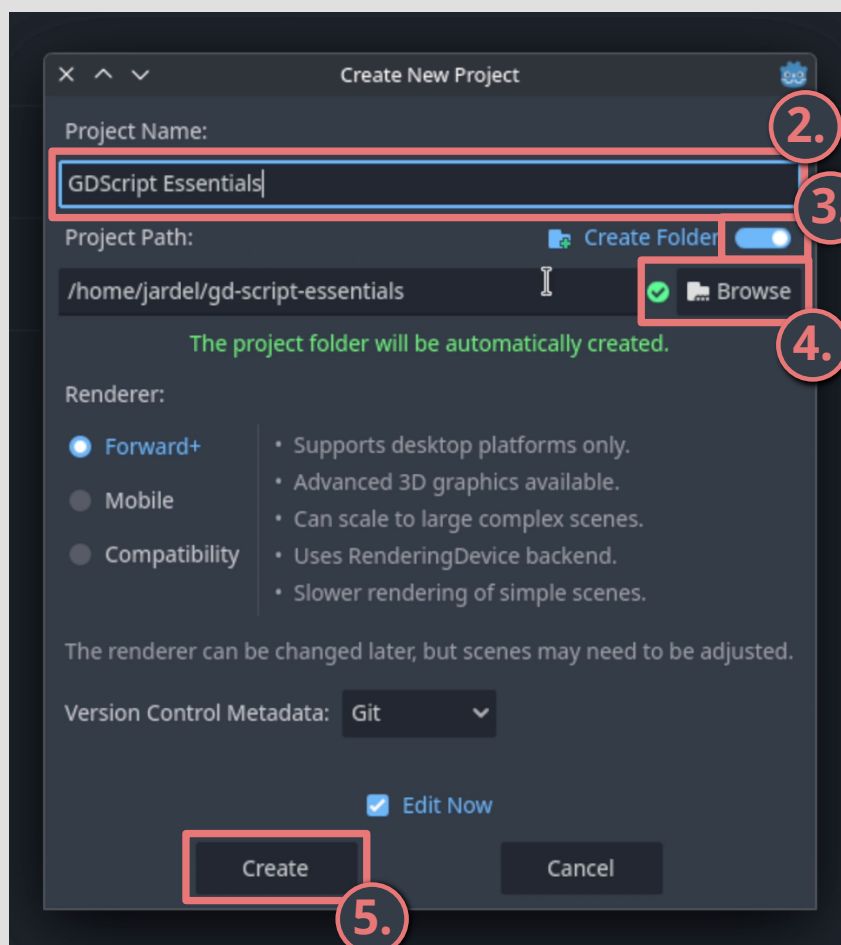 Create New Project
Project Name:
2.
GDScript Essentials
3.
Project Path:
Create Folder
/home/jardel/gd-script-essentials
Browse
4.
The project folder will be automatically created.
Renderer:
Forward+
• Supports desktop platforms only.
Mobile
• Advanced 3D graphics available.
• Can scale to large complex scenes.
Compatibility
• Uses RenderingDevice backend.
• Slower rendering of simple scenes.
The renderer can be changed later, but scenes may need to be adjusted.
Version Control Metadata: Git
Edit Now
Create
Cancel
5.